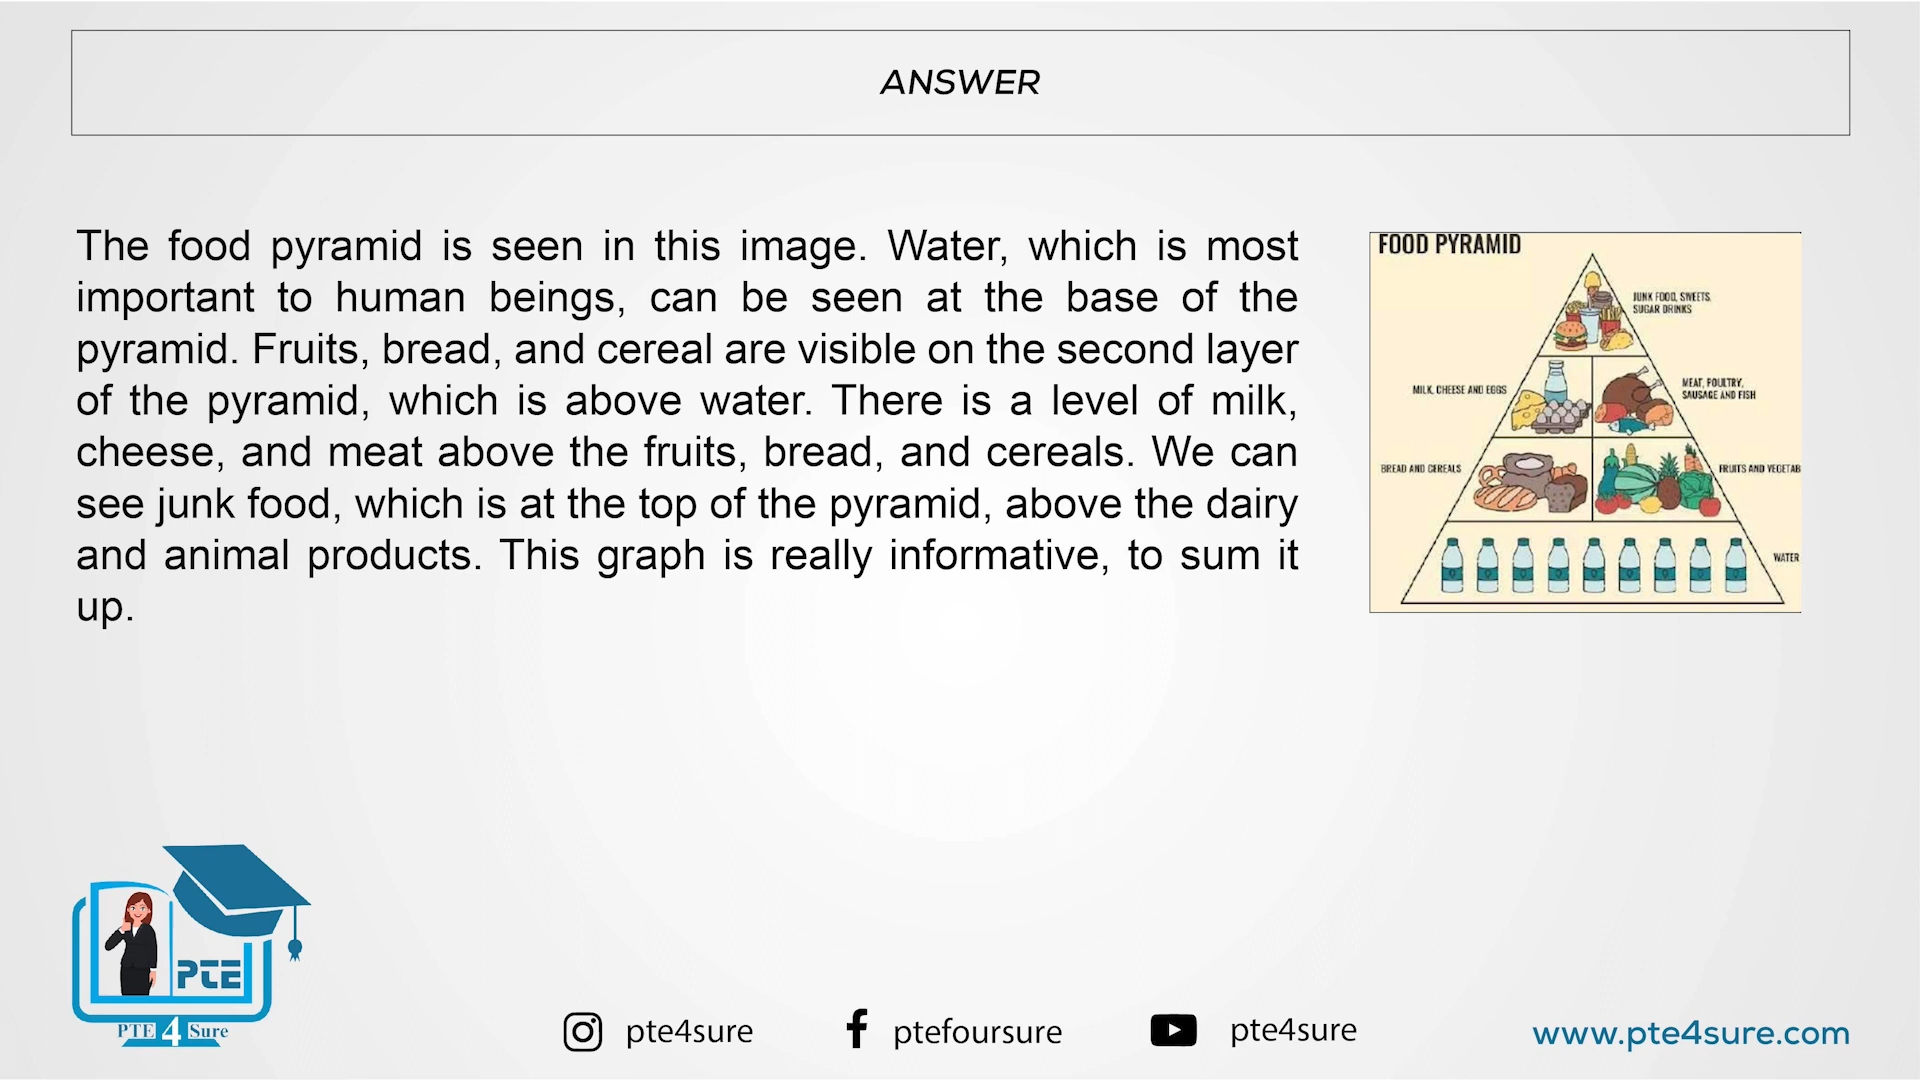 ANSWER
The food pyramid is seen in this image. Water, which is most
important to human beings, can be seen at the base of the
pyramid. Fruits, bread, and cereal are visible on the second layer
of the pyramid, which is above water. There is a level of milk,
cheese, and meat above the fruits, bread, and cereals. We can
see junk food, which is at the top of the pyramid, above the dairy
and animal products. This graph is really informative, to sum it
up.
FOOD PYRAMID
JUNK FOOD, SWEETS
SUGAR DRINKS
MILK, CHEESE AND EGGS
MEAT, POULTRY,
SAUSAGE AND FISH
BREAD AND CEREALS
FRUITS AND VEGETAB
WATER
PTE
PTE 4 Sure
pte4sure
ptefoursure
pte4sure
www.pte4sure.com